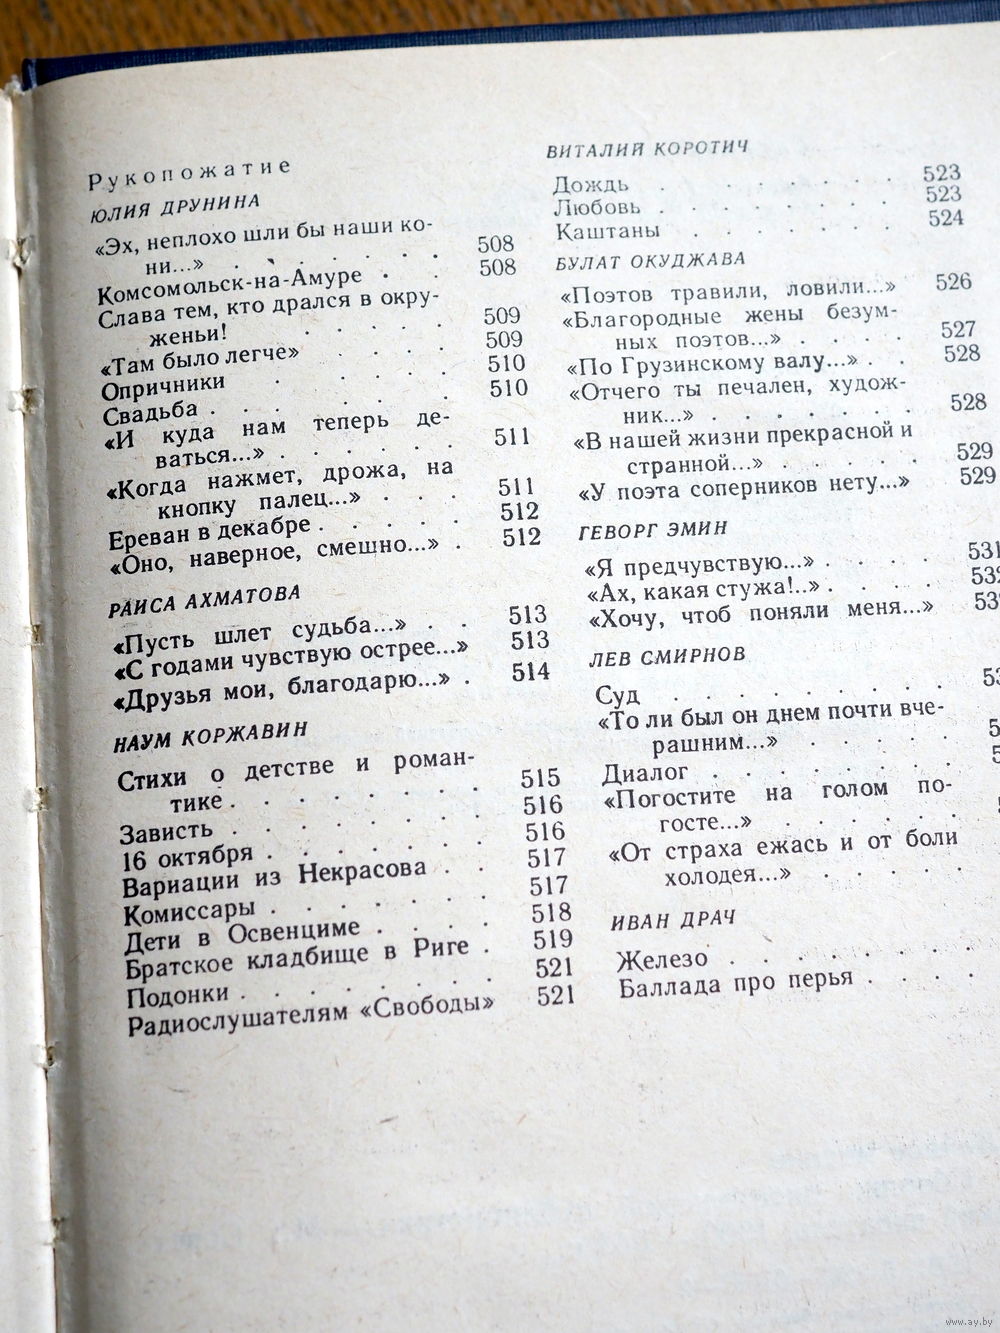 Рукопожатие
ЮЛИЯ ДРУНИНА
«Эх, неплохо шли бы наши ко-
ни...» . . . . . 508
Комсомольск-на-Амуре . . 508
Слава тем, кто дрался в окру-
женьи! . . . . . 509
«Там было легче» . . . . 509
Опричники . . . . . 510
Свадьба . . . . . . 510
«И куда нам теперь де-
ваться...» . . . . . . 511
«Когда нажмет, дрожа, на
кнопку палец...» . . . 511
Ереван в декабре . . . . . 512
«Оно, наверное, смешно...» . 512
РАИСА АХМАТОВА
«Пусть шлет судьба...» . . 513
«С годами чувствую острее...» 513
«Друзья мои, благодарю...» . 514
НАУМ КОРЖАВИН
Стихи о детстве и роман-
тике . . . . . . . 515
Зависть . . . . . . . 516
16 октября . . . . . . 516
Вариации из Некрасова . . 517
Комиссары . . . . . . 517
Дети в Освенциме . . . . 518
Братское кладбище в Риге . 519
Подонки . . . . . . . 521
Радиослушателям «Свободы» 521
ВИТАЛИЙ КОРОТИЧ
Дождь . . . . . . . 523
Любовь . . . . . . . 523
Каштаны . . . . . . 524
БУЛАТ ОКУДЖАВА
«Поэтов травили, ловили...» 526
«Благородные жены безум-
ных поэтов...» . . . . 527
«По Грузинскому валу...» . . 528
«Отчего ты печален, худож-
ник...» . . . . . . . 528
«В нашей жизни прекрасной и
странной...» . . . . . 529
«У поэта соперников нету...» 529
ГЕВОРГ ЭМИН
«Я предчувствую...» . . . . 531
«Ах, какая стужа!..» . . . . 532
«Хочу, чтоб поняли меня...»
ЛЕВ СМИРНОВ
Суд . . . . . . . . .
«То ли был он днем почти вче-
рашним...» . . . . .
Диалог . . . . . . . .
«Погостите на голом по-
госте...» . . . . . .
«От страха ежась и от боли
холодея...» . . . . .
ИВАН ДРАЧ
Железо . . . . . . .
Баллада про перья . . . .
www.ay.by